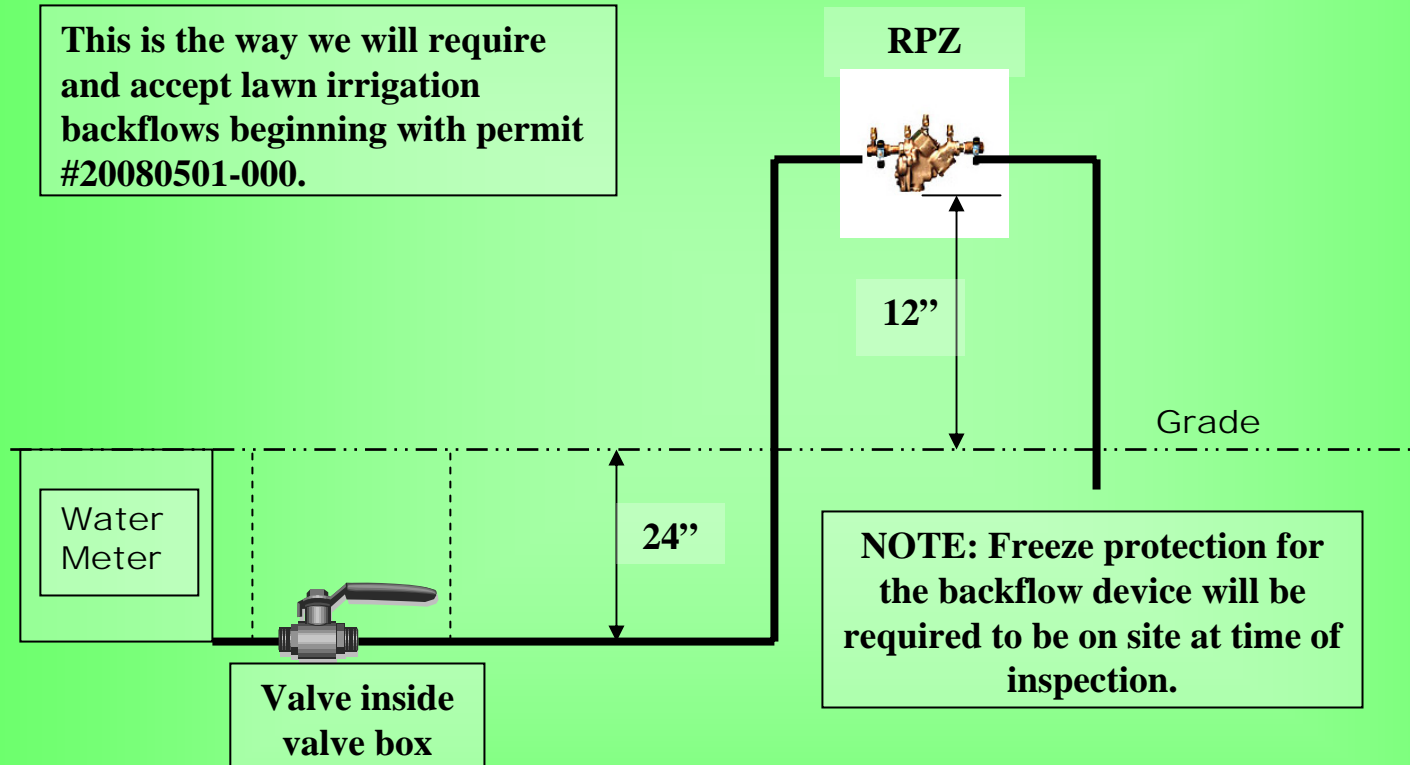 This is the way we will require
and accept lawn irrigation
backflows beginning with permit
#20080501-000.
RPZ
12”
Grade
Water
Meter
24”
NOTE: Freeze protection for
the backflow device will be
required to be on site at time of
inspection.
Valve inside
valve box